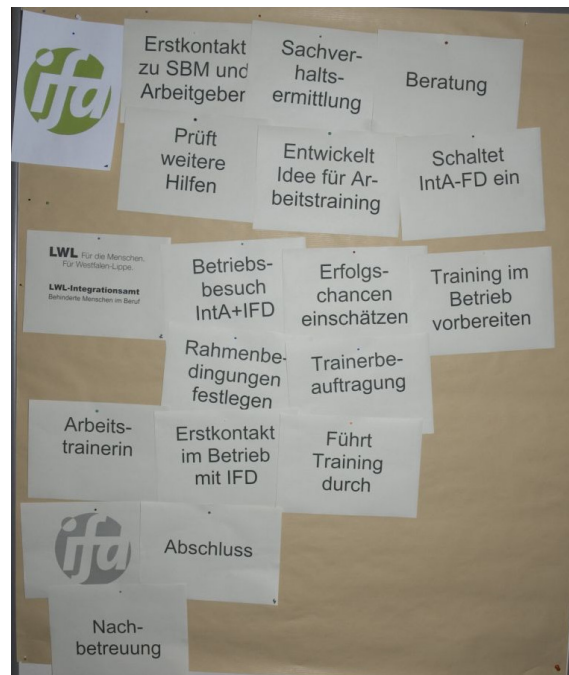 ifd
Erstkontakt
zu SBM und
Arbeitgeber
Sachver-
halts-
ermittlung
Beratung
Prüft
weitere
Hilfen
Entwickelt
Idee für Ar-
beitstraining
Schaltet
IntA-FD ein
LWL Für die Menschen.
Für Westfalen-Lippe.
LWL-Integrationsamt
Behinderte Menschen im Beruf
Betriebs-
besuch
IntA+IFD
Erfolgs-
chancen
einschätzen
Training im
Betrieb
vorbereiten
Rahmenbe-
dingungen
festlegen
Trainerbe-
auftragung
Arbeits-
trainerin
Erstkontakt
im Betrieb
mit IFD
Führt
Training
durch
ifd
Abschluss
Nach-
betreuung